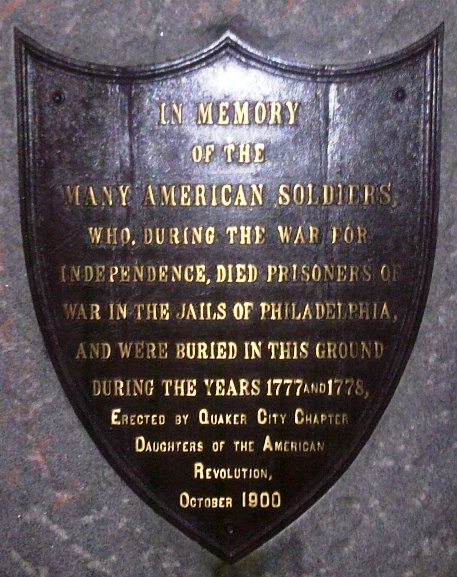 IN MEMORY
OF THE
MANY AMERICAN SOLDIERS,
WHO, DURING THE WAR FOR
INDEPENDENCE, DIED PRISONERS OF
WAR IN THE JAILS OF PHILADELPHIA,
AND WERE BURIED IN THIS GROUND
DURING THE YEARS 1777 AND 1778,
ERECTED BY QUAKER CITY CHAPTER
DAUGHTERS OF THE AMERICAN
REVOLUTION,
OCTOBER 1900